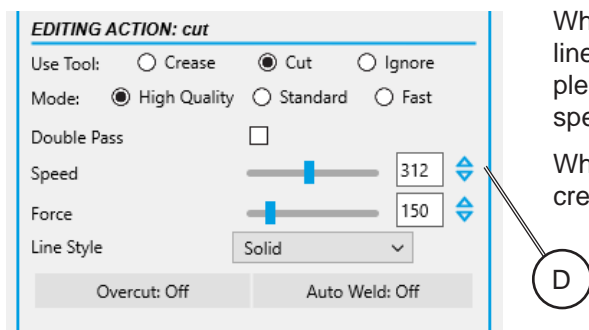 EDITING ACTION: cut
Use Tool: Crease Cut Ignore
Mode: High Quality Standard Fast
Double Pass
Speed 312
Force 150
Line Style Solid
Overcut: Off Auto Weld: Off
D